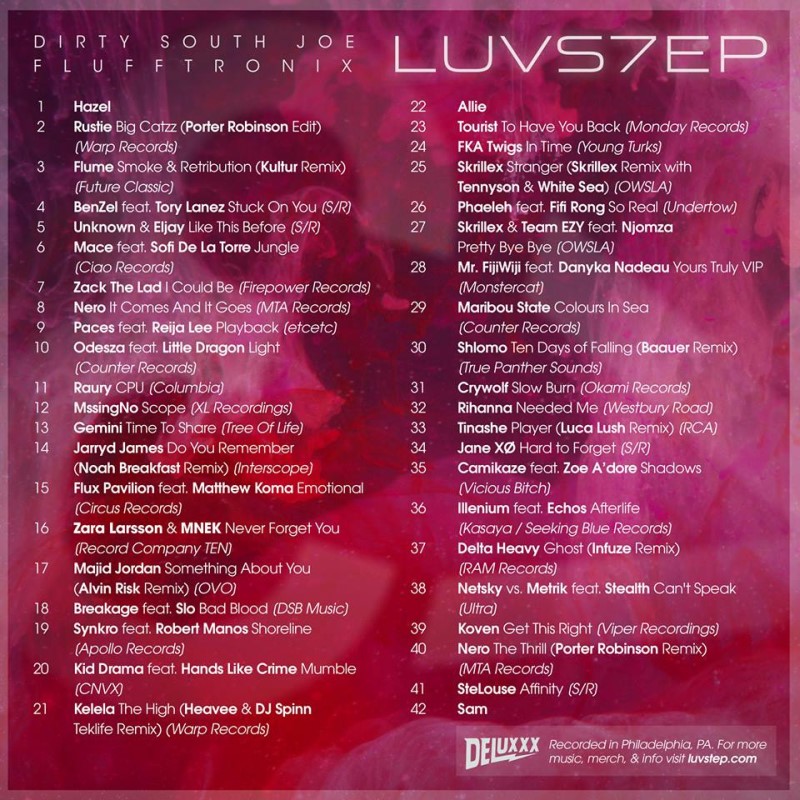 DIRTY SOUTH JOE
FLUFFTRONIX
LUVS7EP
1 Hazel
2 Rustie Big Catzz (Porter Robinson Edit)
(Warp Records)
3 Flume Smoke & Retribution (Kultur Remix)
(Future Classic)
4 BenZel feat. Tory Lanez Stuck On You (S/R)
5 Unknown & Eljay Like This Before (S/R)
6 Mace feat. Sofi De La Torre Jungle
(Ciao Records)
7 Zack The Lad I Could Be (Firepower Records)
8 Nero It Comes And It Goes (MTA Records)
9 Paces feat. Reija Lee Playback (etcetc)
10 Odesza feat. Little Dragon Light
(Counter Records)
11 Raury CPU (Columbia)
12 MssingNo Scope (XL Recordings)
13 Gemini Time To Share (Tree Of Life)
14 Jarryd James Do You Remember
(Noah Breakfast Remix) (Interscope)
15 Flux Pavilion feat. Matthew Koma Emotional
(Circus Records)
16 Zara Larsson & MNEK Never Forget You
(Record Company TEN)
17 Majid Jordan Something About You
(Alvin Risk Remix) (OVO)
18 Breakage feat. Slo Bad Blood (DSB Music)
19 Synkro feat. Robert Manos Shoreline
(Apollo Records)
20 Kid Drama feat. Hands Like Crime Mumble
(CNVX)
21 Kelela The High (Heavee & DJ Spinn
Teklife Remix) (Warp Records)
22 Allie
23 Tourist To Have You Back (Monday Records)
24 FKA Twigs In Time (Young Turks)
25 Skrillex Stranger (Skrillex Remix with
Tennyson & White Sea) (OWSLA)
26 Phaeleh feat. Fifi Rong So Real (Undertow)
27 Skrillex & Team EZY feat. Njomza
Pretty Bye Bye (OWSLA)
28 Mr. FijiWiji feat. Danyka Nadeau Yours Truly VIP
(Monstercat)
29 Maribou State Colours In Sea
(Counter Records)
30 Shlomo Ten Days of Falling (Baauer Remix)
(True Panther Sounds)
31 Crywolf Slow Burn (Okami Records)
32 Rihanna Needed Me (Westbury Road)
33 Tinashe Player (Luca Lush Remix) (RCA)
34 Jane XØ Hard to Forget (S/R)
35 Camikaze feat. Zoe A'dore Shadows
(Vicious Bitch)
36 Illenium feat. Echos Afterlife
(Kasaya / Seeking Blue Records)
37 Delta Heavy Ghost (Infuze Remix)
(RAM Records)
38 Netsky vs. Metrik feat. Stealth Can't Speak
(Ultra)
39 Koven Get This Right (Viper Recordings)
40 Nero The Thrill (Porter Robinson Remix)
(MTA Records)
41 SteLouse Affinity (S/R)
42 Sam
DELUXXX
Recorded in Philadelphia, PA. For more
music, merch, & info visit luvstep.com